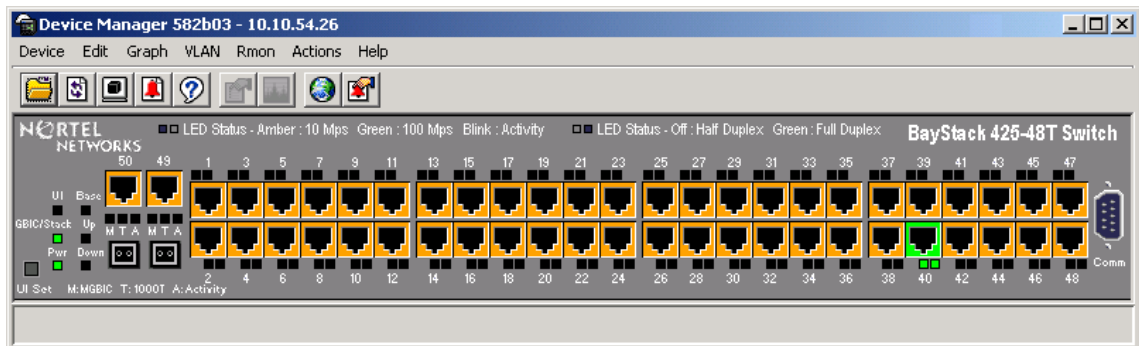 Device Manager 582b03 - 10.10.54.26
Device Edit Graph VLAN Rmon Actions Help
NORTEL NETWORKS
LED Status - Amber : 10 Mps Green : 100 Mps Blink : Activity
LED Status - Off : Half Duplex Green : Full Duplex
BayStack 425-48T Switch
50 49 1 3 5 7 9 11 13 15 17 19 21 23 25 27 29 31 33 35 37 39 41 43 45 47
U1 Base
GBIC/Stack Up M T A M T A
Pwr Down
Comm
2 4 6 8 10 12 14 16 18 20 22 24 26 28 30 32 34 36 38 40 42 44 46 48
UI Set M:MGBIC T: 1000T A:Activity